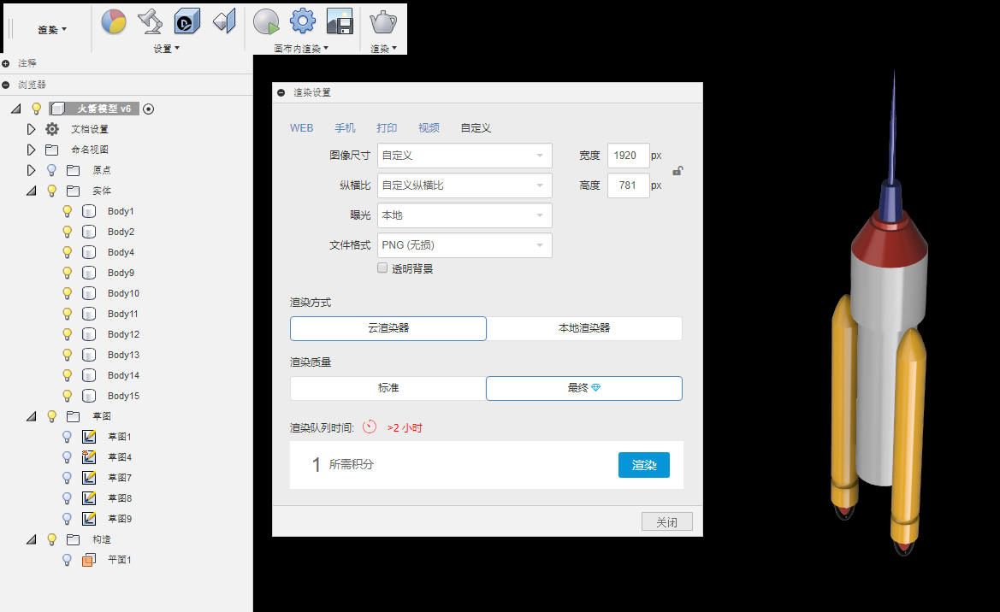 渲染
设置
画布内渲染
渲染
注释
浏览器
火箭模型 v6
文档设置
命名视图
原点
实体
Body1
Body2
Body4
Body9
Body10
Body11
Body12
Body13
Body14
Body15
草图
草图1
草图4
草图7
草图8
草图9
构造
平面1
渲染设置
WEB 手机 打印 视频 自定义
图像尺寸 自定义 宽度 1920 px
纵横比 自定义纵横比 高度 781 px
曝光 本地
文件格式 PNG (无损)
透明背景
渲染方式
云渲染器 本地渲染器
渲染质量
标准 最终
渲染队列时间: >2 小时
1 所需积分 渲染
关闭